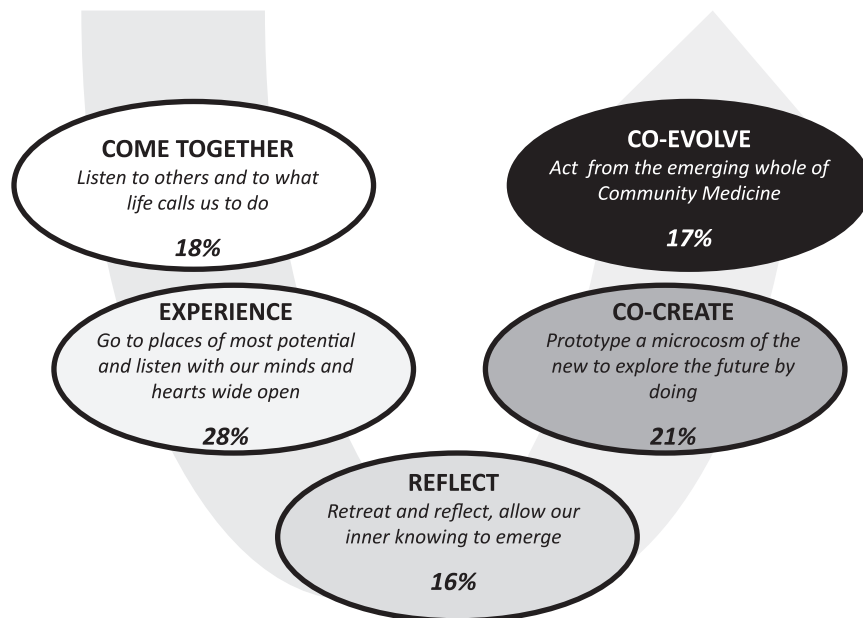 COME TOGETHER
Listen to others and to what
life calls us to do
18%
EXPERIENCE
Go to places of most potential
and listen with our minds and
hearts wide open
28%
REFLECT
Retreat and reflect, allow our
inner knowing to emerge
16%
CO-CREATE
Prototype a microcosm of the
new to explore the future by
doing
21%
CO-EVOLVE
Act from the emerging whole of
Community Medicine
17%